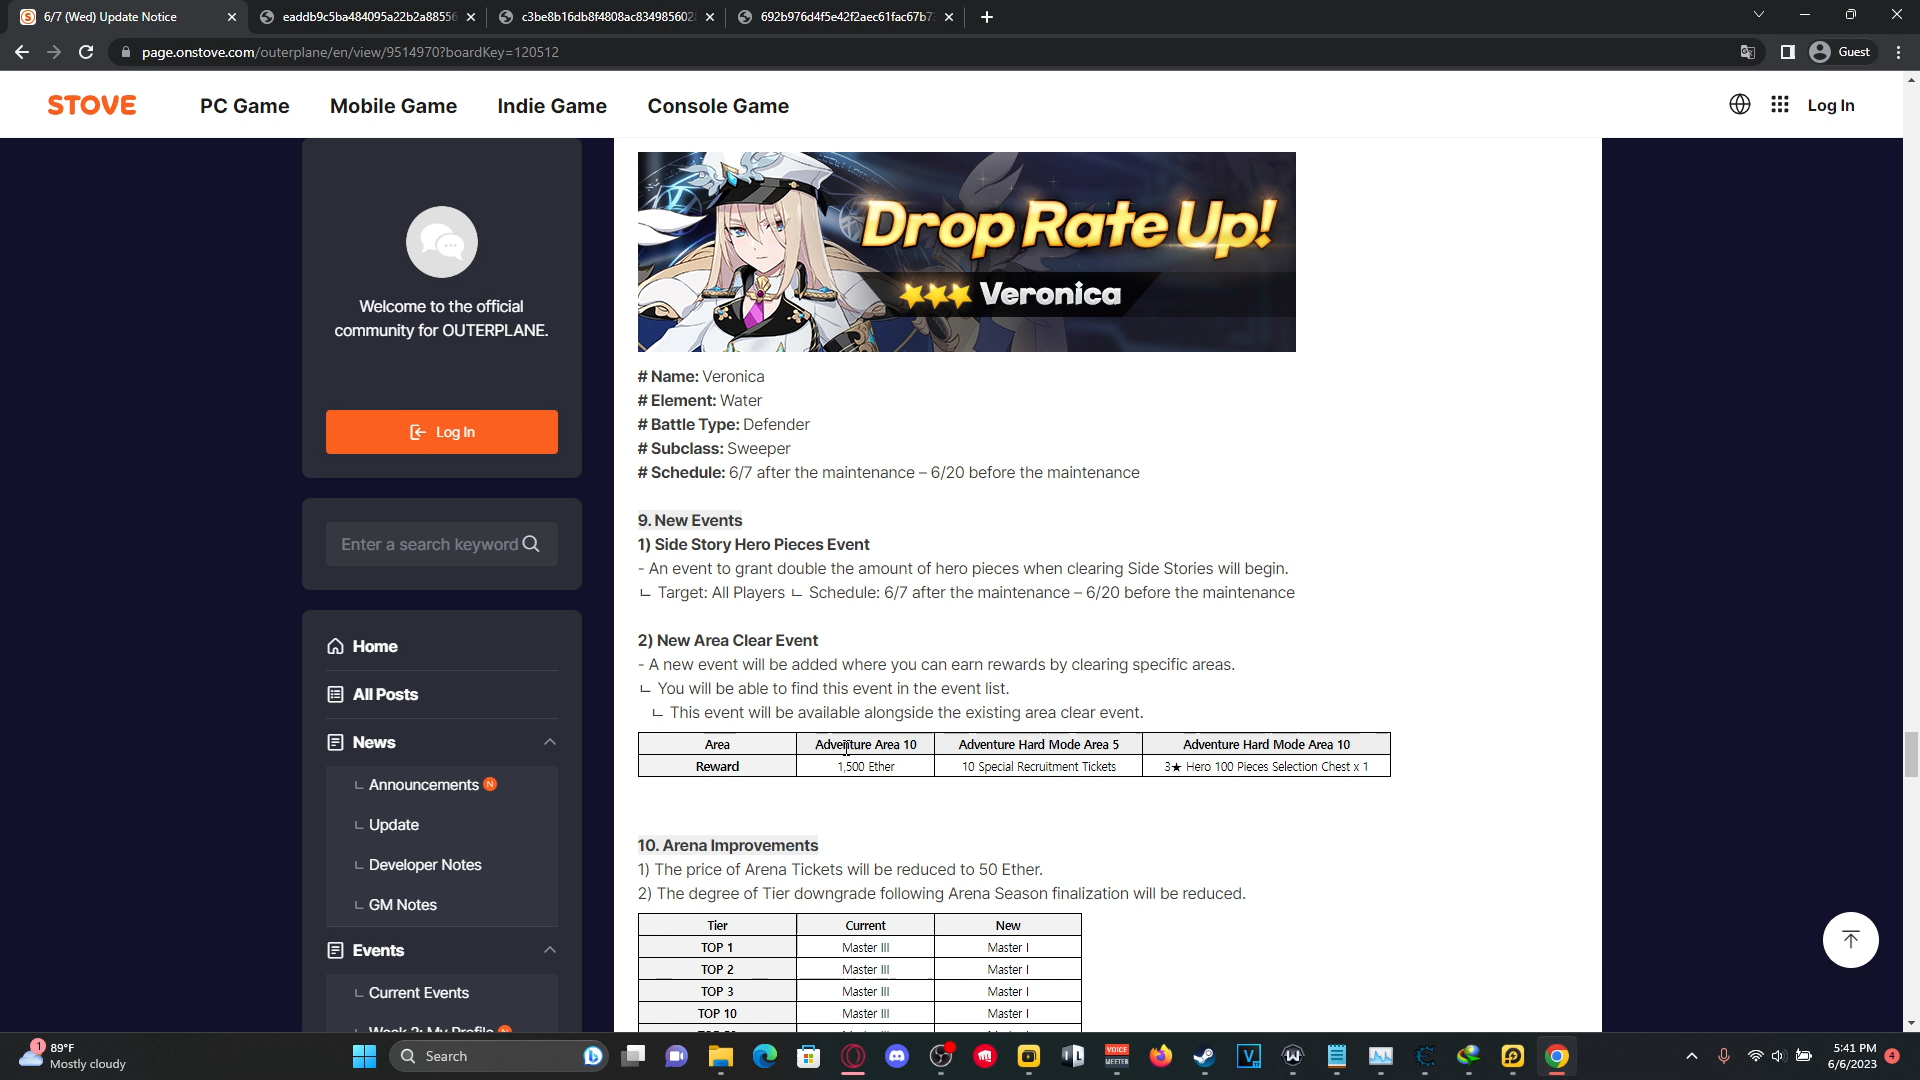 6/7 (Wed) Update Notice
eaddb9c5ba484095a22b2a88556
c3be8b16db8f4808ac8349856028
692b976d4f5e42f2aec61fac67b7
page.onstove.com/outerplane/en/view/9514970?boardKey=120512
Guest
STOVE
PC Game
Mobile Game
Indie Game
Console Game
Log In
Welcome to the official
community for OUTERPLANE.
Log In
Enter a search keyword
Home
All Posts
News
Announcements N
Update
Developer Notes
GM Notes
Events
Current Events
Week 2: My Profile
Drop Rate Up!
Veronica
# Name: Veronica
# Element: Water
# Battle Type: Defender
# Subclass: Sweeper
# Schedule: 6/7 after the maintenance – 6/20 before the maintenance
9. New Events
1) Side Story Hero Pieces Event
- An event to grant double the amount of hero pieces when clearing Side Stories will begin.
ㄴ Target: All Players ㄴ Schedule: 6/7 after the maintenance – 6/20 before the maintenance
2) New Area Clear Event
- A new event will be added where you can earn rewards by clearing specific areas.
ㄴ You will be able to find this event in the event list.
ㄴ This event will be available alongside the existing area clear event.
Area Adventure Area 10 Adventure Hard Mode Area 5 Adventure Hard Mode Area 10
Reward 1,500 Ether 10 Special Recruitment Tickets 3★ Hero 100 Pieces Selection Chest x 1
10. Arena Improvements
1) The price of Arena Tickets will be reduced to 50 Ether.
2) The degree of Tier downgrade following Arena Season finalization will be reduced.
Tier Current New
TOP 1 Master III Master I
TOP 2 Master III Master I
TOP 3 Master III Master I
TOP 10 Master III Master I
1
89°F
Mostly cloudy
Search
VOICE
MEETER
5:41 PM
6/6/2023
4